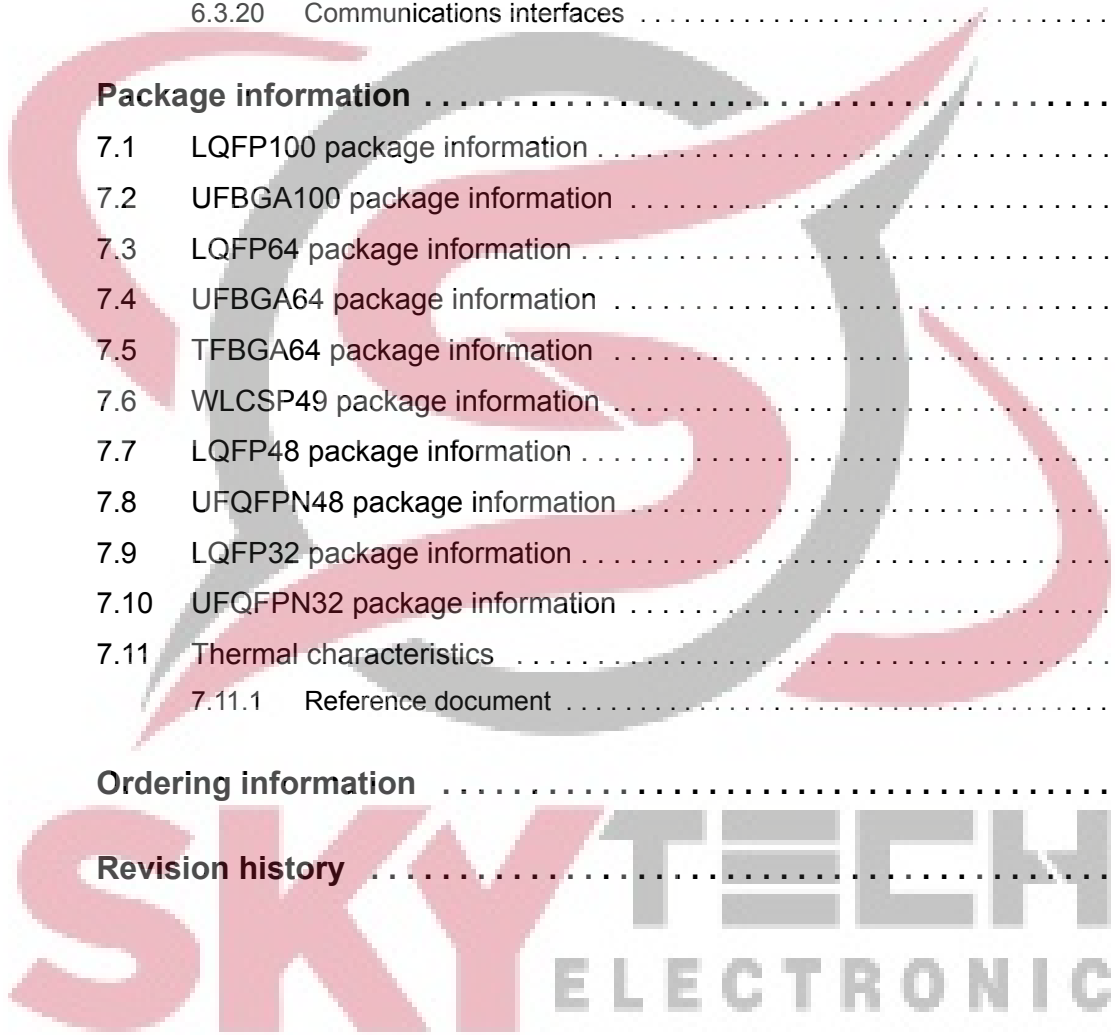 6.3.20 Communications interfaces . . . . . . . . . . . . . . . . . . . . . . . . . . . . . . . . . .
Package information . . . . . . . . . . . . . . . . . . . . . . . . . . . . . . . . . . . . . .
7.1 LQFP100 package information . . . . . . . . . . . . . . . . . . . . . . . . . . . . . . . . . . . . .
7.2 UFBGA100 package information . . . . . . . . . . . . . . . . . . . . . . . . . . . . . . . . . .
7.3 LQFP64 package information . . . . . . . . . . . . . . . . . . . . . . . . . . . . . . . . . . . . . .
7.4 UFBGA64 package information . . . . . . . . . . . . . . . . . . . . . . . . . . . . . . . . . . .
7.5 TFBGA64 package information . . . . . . . . . . . . . . . . . . . . . . . . . . . . . . . . . . .
7.6 WLCSP49 package information . . . . . . . . . . . . . . . . . . . . . . . . . . . . . . . . . . .
7.7 LQFP48 package information . . . . . . . . . . . . . . . . . . . . . . . . . . . . . . . . . . . . . .
7.8 UFQFPN48 package information . . . . . . . . . . . . . . . . . . . . . . . . . . . . . . . . . .
7.9 LQFP32 package information . . . . . . . . . . . . . . . . . . . . . . . . . . . . . . . . . . . . . .
7.10 UFQFPN32 package information . . . . . . . . . . . . . . . . . . . . . . . . . . . . . . . . . .
7.11 Thermal characteristics . . . . . . . . . . . . . . . . . . . . . . . . . . . . . . . . . . . . . . . . . .
7.11.1 Reference document . . . . . . . . . . . . . . . . . . . . . . . . . . . . . . . . . . . . . . .
Ordering information . . . . . . . . . . . . . . . . . . . . . . . . . . . . . . . . . . . . .
Revision history . . . . . . . . . . . . . . . . . . . . . . . . . . . . . . . . . . . . . . . . .
SKYTECH
ELECTRONIC